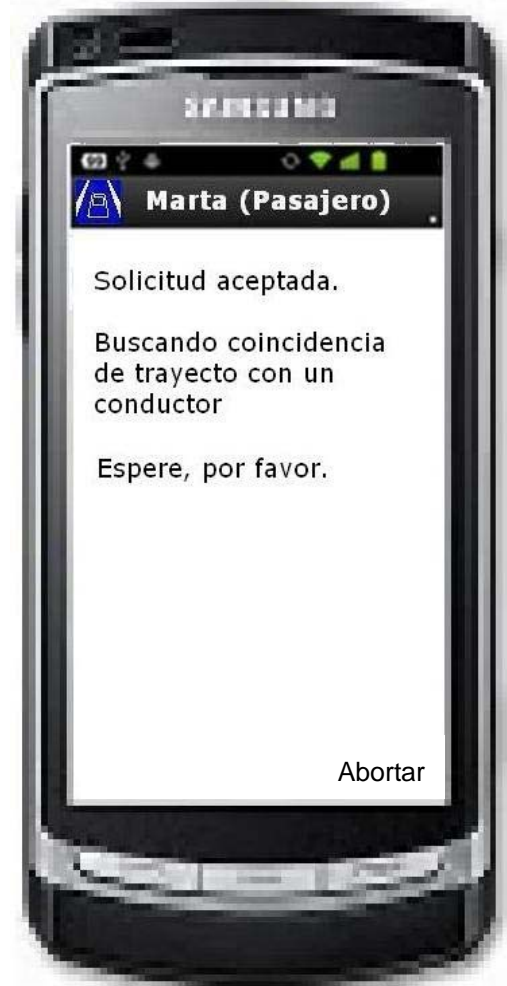 SAMSUNG
Marta (Pasajero)
Solicitud aceptada.
Buscando coincidencia
de trayecto con un
conductor
Espere, por favor.
Abortar